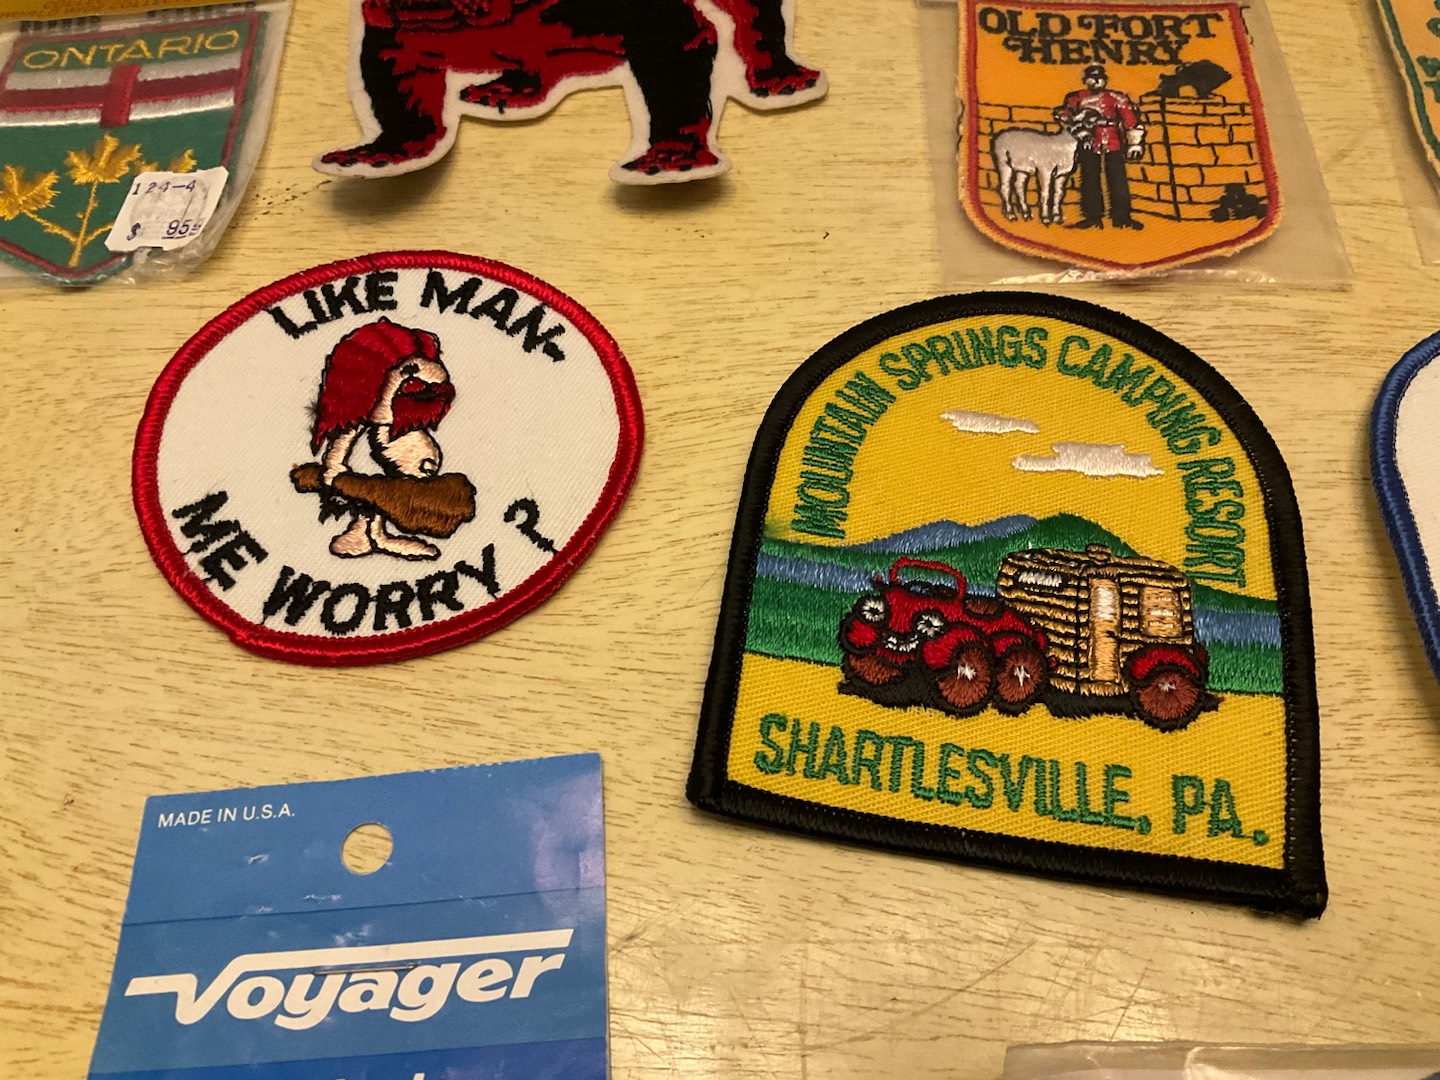 ONTARIO
124-4
$ .95
OLD FORT
HENRY
LIKE MAN-
ME WORRY?
MOUNTAIN SPRINGS CAMPING RESORT
SHARTLESVILLE, PA.
MADE IN U.S.A.
Voyager